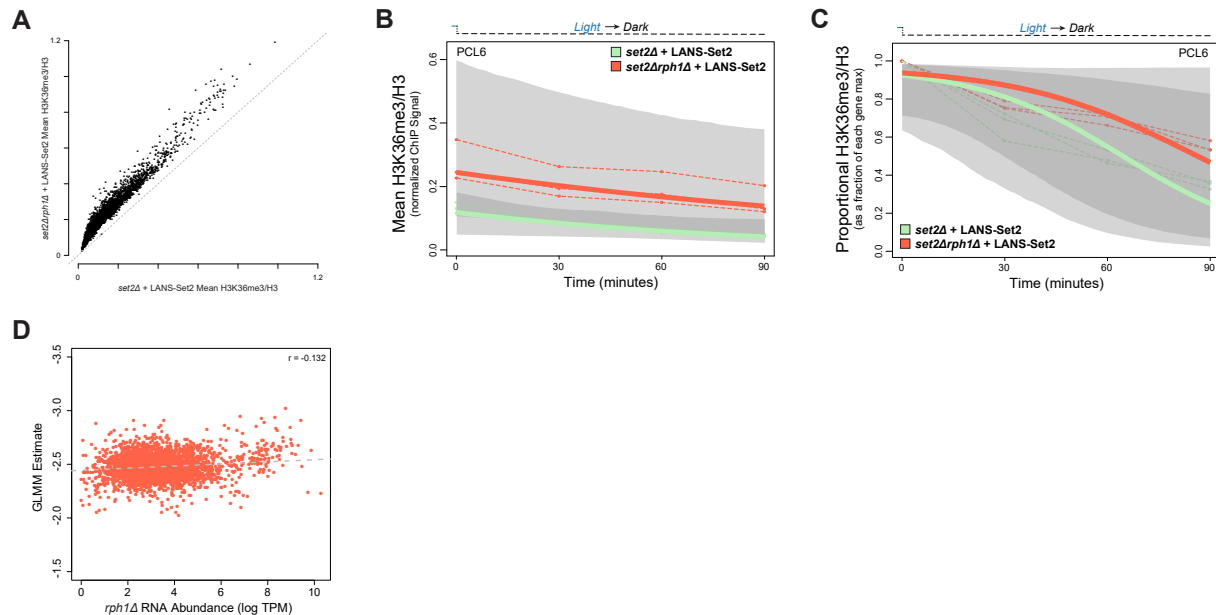 A
1.2
set2Δrph1Δ + LANS-Set2 Mean H3K36me3/H3
0
0
1.2
set2Δ + LANS-Set2 Mean H3K36me3/H3
B
Light → Dark
PCL6
set2Δ + LANS-Set2
set2Δrph1Δ + LANS-Set2
Mean H3K36me3/H3
(normalized ChIP Signal)
0.6
0.4
0.2
0.0
0
30
60
90
Time (minutes)
C
Light → Dark
PCL6
Proportional H3K36me3/H3
(as a fraction of each gene max)
1.0
0.8
0.6
0.4
0.2
0.0
set2Δ + LANS-Set2
set2Δrph1Δ + LANS-Set2
0
30
60
90
Time (minutes)
D
r = -0.132
GLMM Estimate
-3.5
-3.0
-2.5
-2.0
-1.5
0
2
4
6
8
10
rph1Δ RNA Abundance (log TPM)